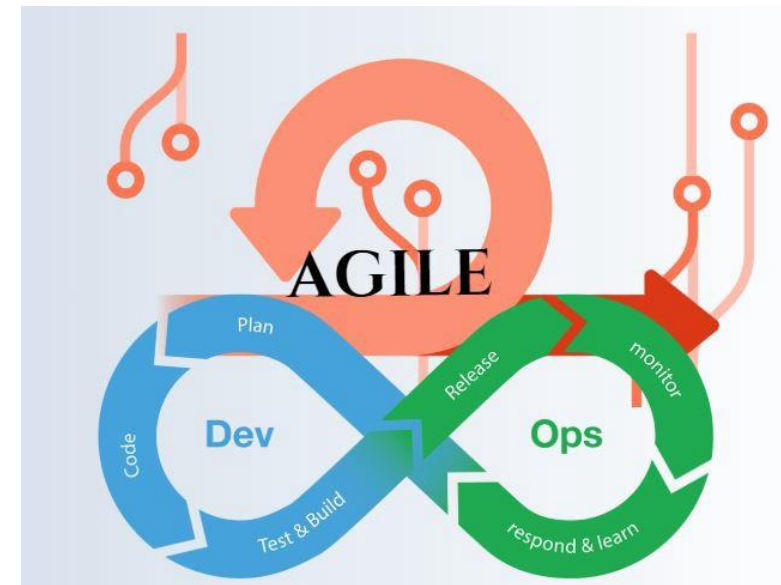 AGILE
Plan
Code
Dev
Test & Build
Release
monitor
Ops
respond & learn